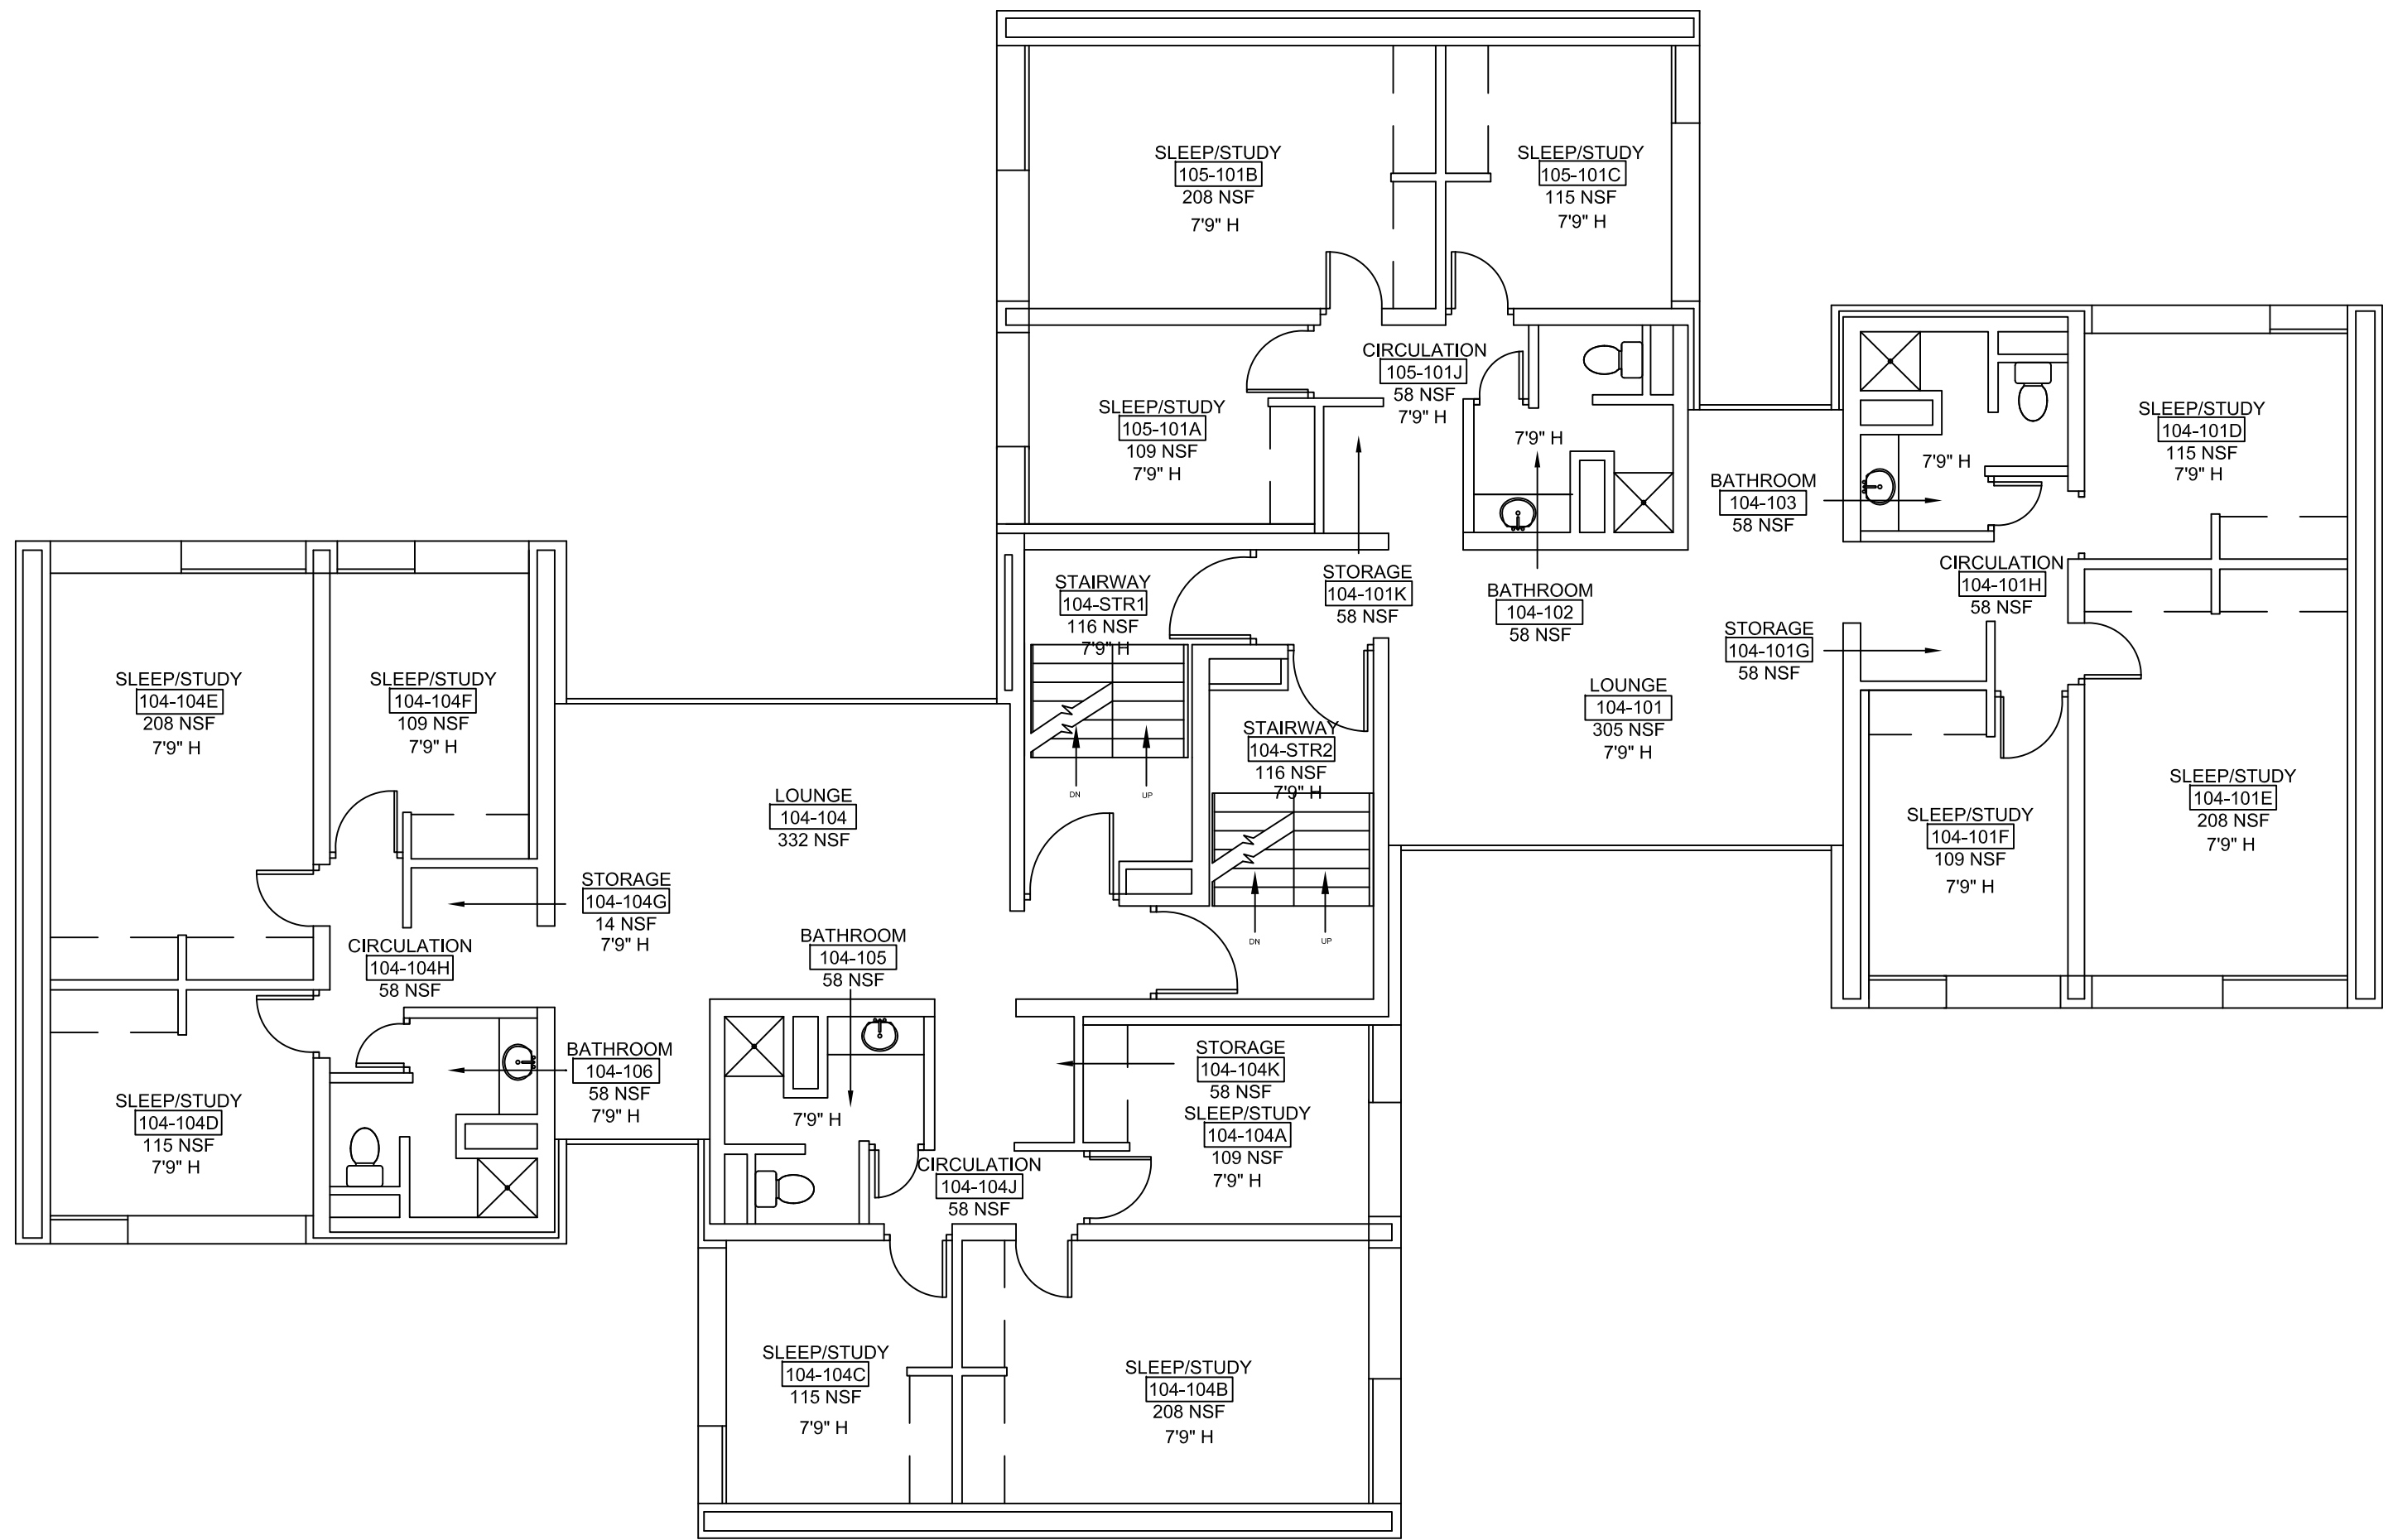 SLEEP/STUDY
105-101B
208 NSF
7'9" H
SLEEP/STUDY
105-101C
115 NSF
7'9" H
CIRCULATION
105-101J
58 NSF
7'9" H
SLEEP/STUDY
105-101A
109 NSF
7'9" H
7'9" H
SLEEP/STUDY
104-101D
115 NSF
7'9" H
7'9" H
BATHROOM
104-103
58 NSF
STAIRWAY
104-STR1
116 NSF
7'9" H
STORAGE
104-101K
58 NSF
BATHROOM
104-102
58 NSF
CIRCULATION
104-101H
58 NSF
STORAGE
104-101G
58 NSF
SLEEP/STUDY
104-104E
208 NSF
7'9" H
SLEEP/STUDY
104-104F
109 NSF
7'9" H
LOUNGE
104-101
305 NSF
7'9" H
STAIRWAY
104-STR2
116 NSF
7'9" H
DN
UP
LOUNGE
104-104
332 NSF
SLEEP/STUDY
104-101E
208 NSF
7'9" H
SLEEP/STUDY
104-101F
109 NSF
7'9" H
STORAGE
104-104G
14 NSF
7'9" H
DN
UP
CIRCULATION
104-104H
58 NSF
BATHROOM
104-105
58 NSF
BATHROOM
104-106
58 NSF
7'9" H
STORAGE
104-104K
58 NSF
SLEEP/STUDY
104-104D
115 NSF
7'9" H
7'9" H
SLEEP/STUDY
104-104A
109 NSF
7'9" H
CIRCULATION
104-104J
58 NSF
SLEEP/STUDY
104-104C
115 NSF
7'9" H
SLEEP/STUDY
104-104B
208 NSF
7'9" H